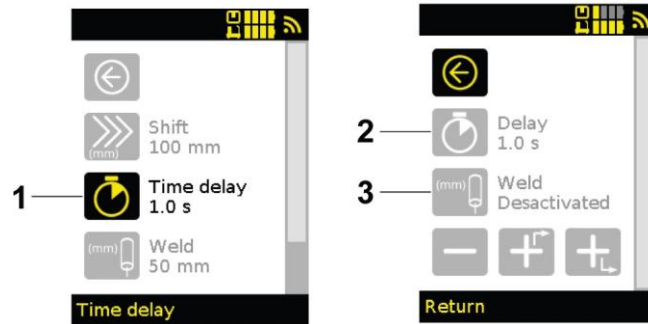 Shift
(mm) 100 mm
1
Time delay
1.0 s
(mm) Weld
50 mm
Time delay
2
Delay
1.0 s
3
(mm) Weld
Desactivated
Return